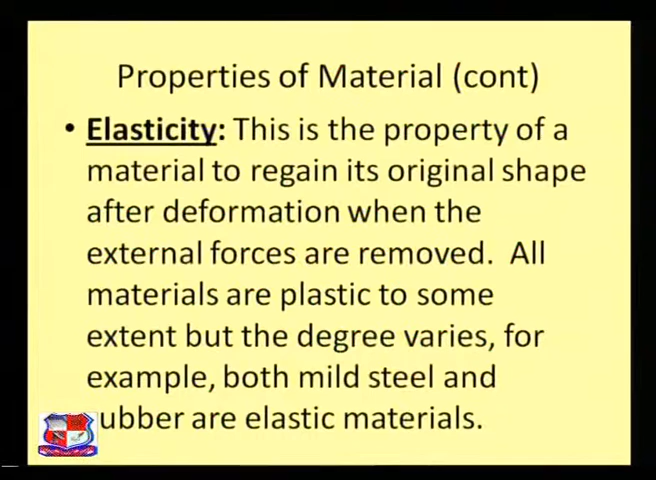 Properties of Material (cont)
• Elasticity: This is the property of a
material to regain its original shape
after deformation when the
external forces are removed. All
materials are plastic to some
extent but the degree varies, for
example, both mild steel and
ubber are elastic materials.